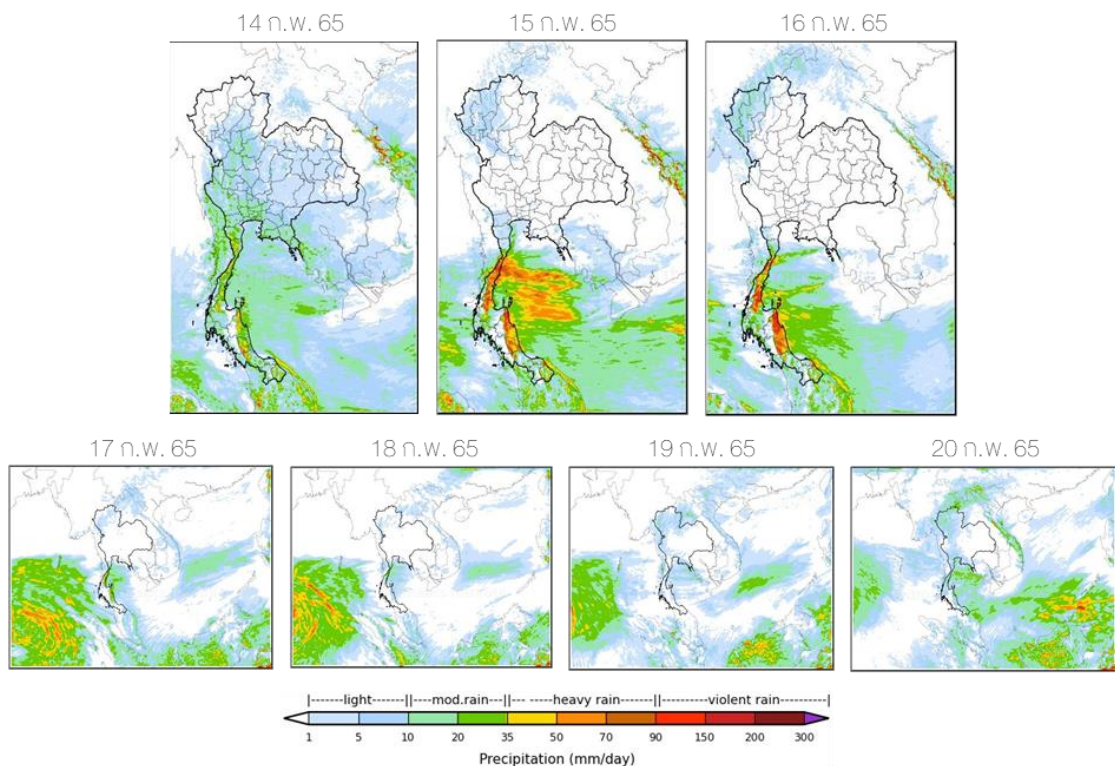 14 ก.พ. 65 15 ก.พ. 65 16 ก.พ. 65
17 ก.พ. 65 18 ก.พ. 65 19 ก.พ. 65 20 ก.พ. 65
|-------light-------||----mod.rain---||--- -------heavy rain----------||-----------violent rain-----------|
1 5 10 20 35 50 70 90 150 200 300
Precipitation (mm/day)